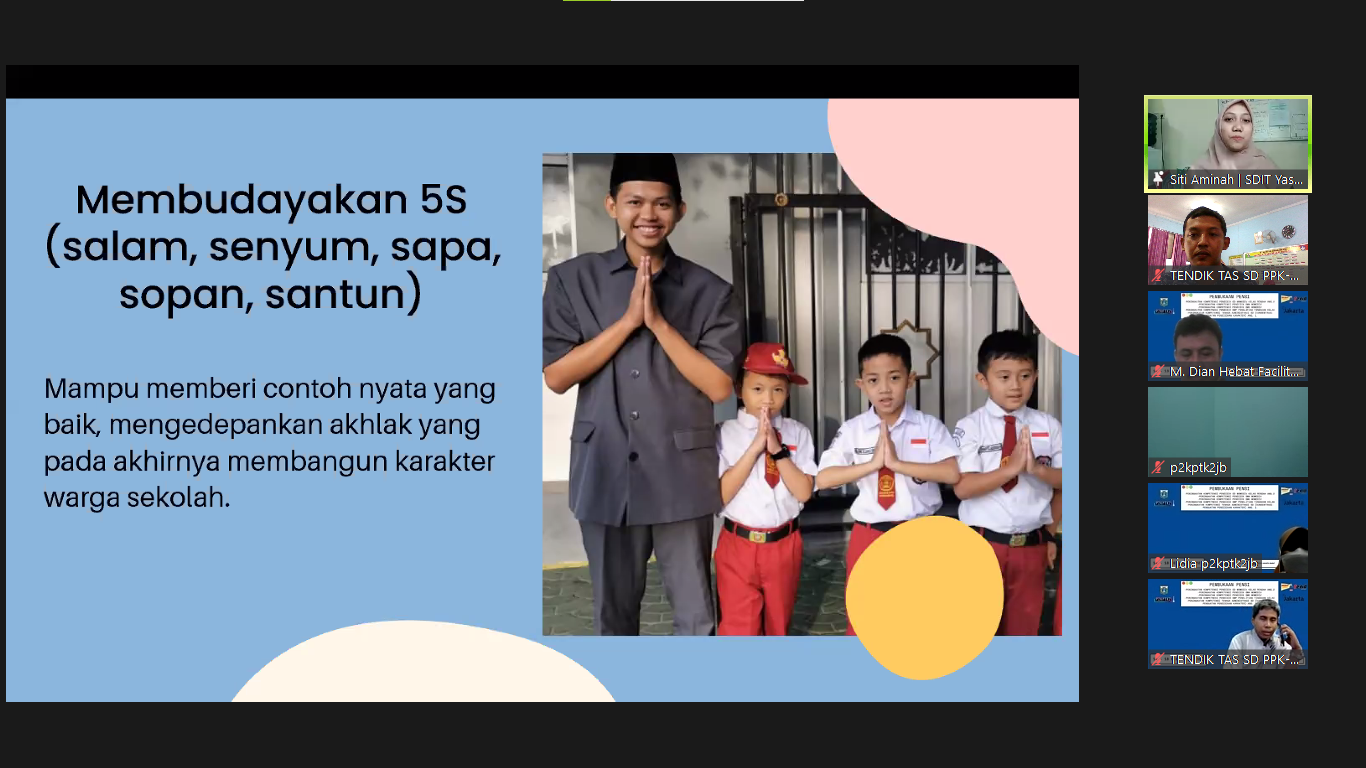 Membudayakan 5S
(salam, senyum, sapa,
sopan, santun)
Mampu memberi contoh nyata yang
baik, mengedepankan akhlak yang
pada akhirnya membangun karakter
warga sekolah.
Siti Aminah | SDIT Yas...
TENDIK TAS SD PPK-...
PEMBUKAAN PENSI
M. Dian Hebat Facilit...
p2kptk2jb
PEMBUKAAN PENSI
Lidia p2kptk2jb
PEMBUKAAN PENSI
TENDIK TAS SD PPK-...